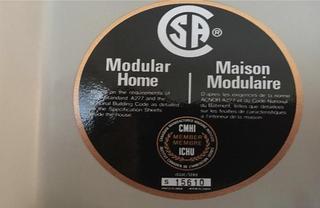 CSA®
Modular
Home
on the requirements of
Standard A277 and the
Building Code as detailed
the Specification Sheets
the house.
Maison
Modulaire
D'après les exigences de la norme
ACNOR A277 et du Code National
du Bâtiment, telles que détaillées
sur les feuilles de caractéristiques
à l'intérieur de la maison.
CMHI
MEMBER
MEMBRE
ICHU
S 15610